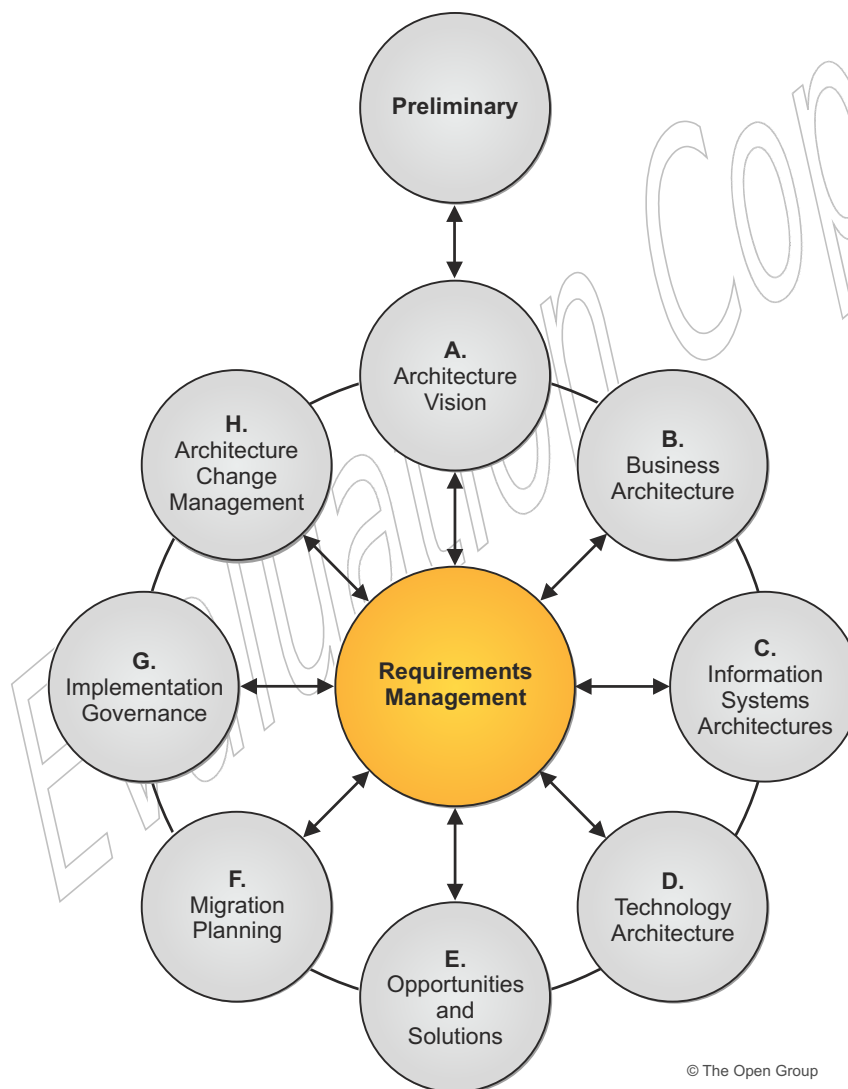 Preliminary
A.
Architecture
Vision
H.
Architecture
Change
Management
B.
Business
Architecture
G.
Implementation
Governance
Requirements
Management
C.
Information
Systems
Architectures
F.
Migration
Planning
D.
Technology
Architecture
E.
Opportunities
and
Solutions
Evaluation Cop
© The Open Group